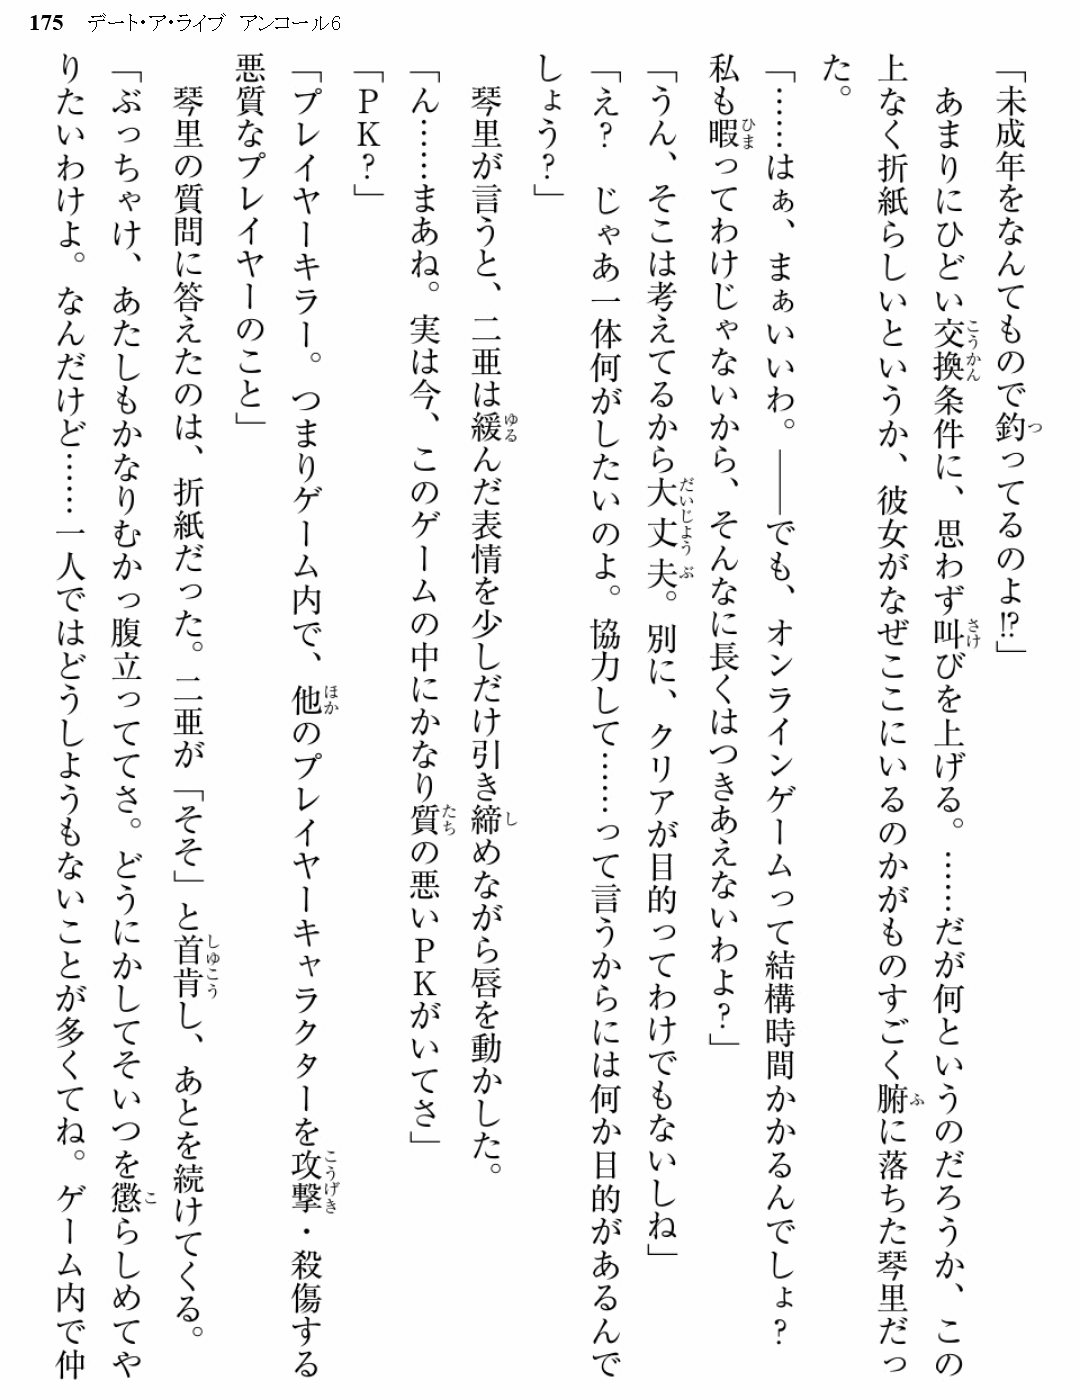 175 デート・ア・ライブ アンコール6
「未成年をなんてもので釣ってるのよ!?」
　あまりにひどい交換条件に、思わず叫びを上げる。……だが何というのだろうか、この
上なく折紙らしいというか、彼女がなぜここにいるのかがものすごく腑に落ちた琴里だっ
た。
「……はぁ、まぁいいわ。――でも、オンラインゲームって結構時間かかるんでしょ？
私も暇ってわけじゃないから、そんなに長くはつきあえないわよ？」
「うん、そこは考えてるから大丈夫。別に、クリアが目的ってわけでもないしね」
「え？　じゃあ一体何がしたいのよ。協力して……って言うからには何か目的があるんで
しょう？」
　琴里が言うと、二亜は緩んだ表情を少しだけ引き締めながら唇を動かした。
「ん……まあね。実は今、このゲームの中にかなり質の悪いＰＫがいてさ」
「ＰＫ？」
「プレイヤーキラー。つまりゲーム内で、他のプレイヤーキャラクターを攻撃・殺傷する
悪質なプレイヤーのこと」
　琴里の質問に答えたのは、折紙だった。二亜が「そそ」と首肯し、あとを続けてくる。
「ぶっちゃけ、あたしもかなりむかっ腹立っててさ。どうにかしてそいつを懲らしめてや
りたいわけよ。なんだけど……一人ではどうしようもないことが多くてね。ゲーム内で仲